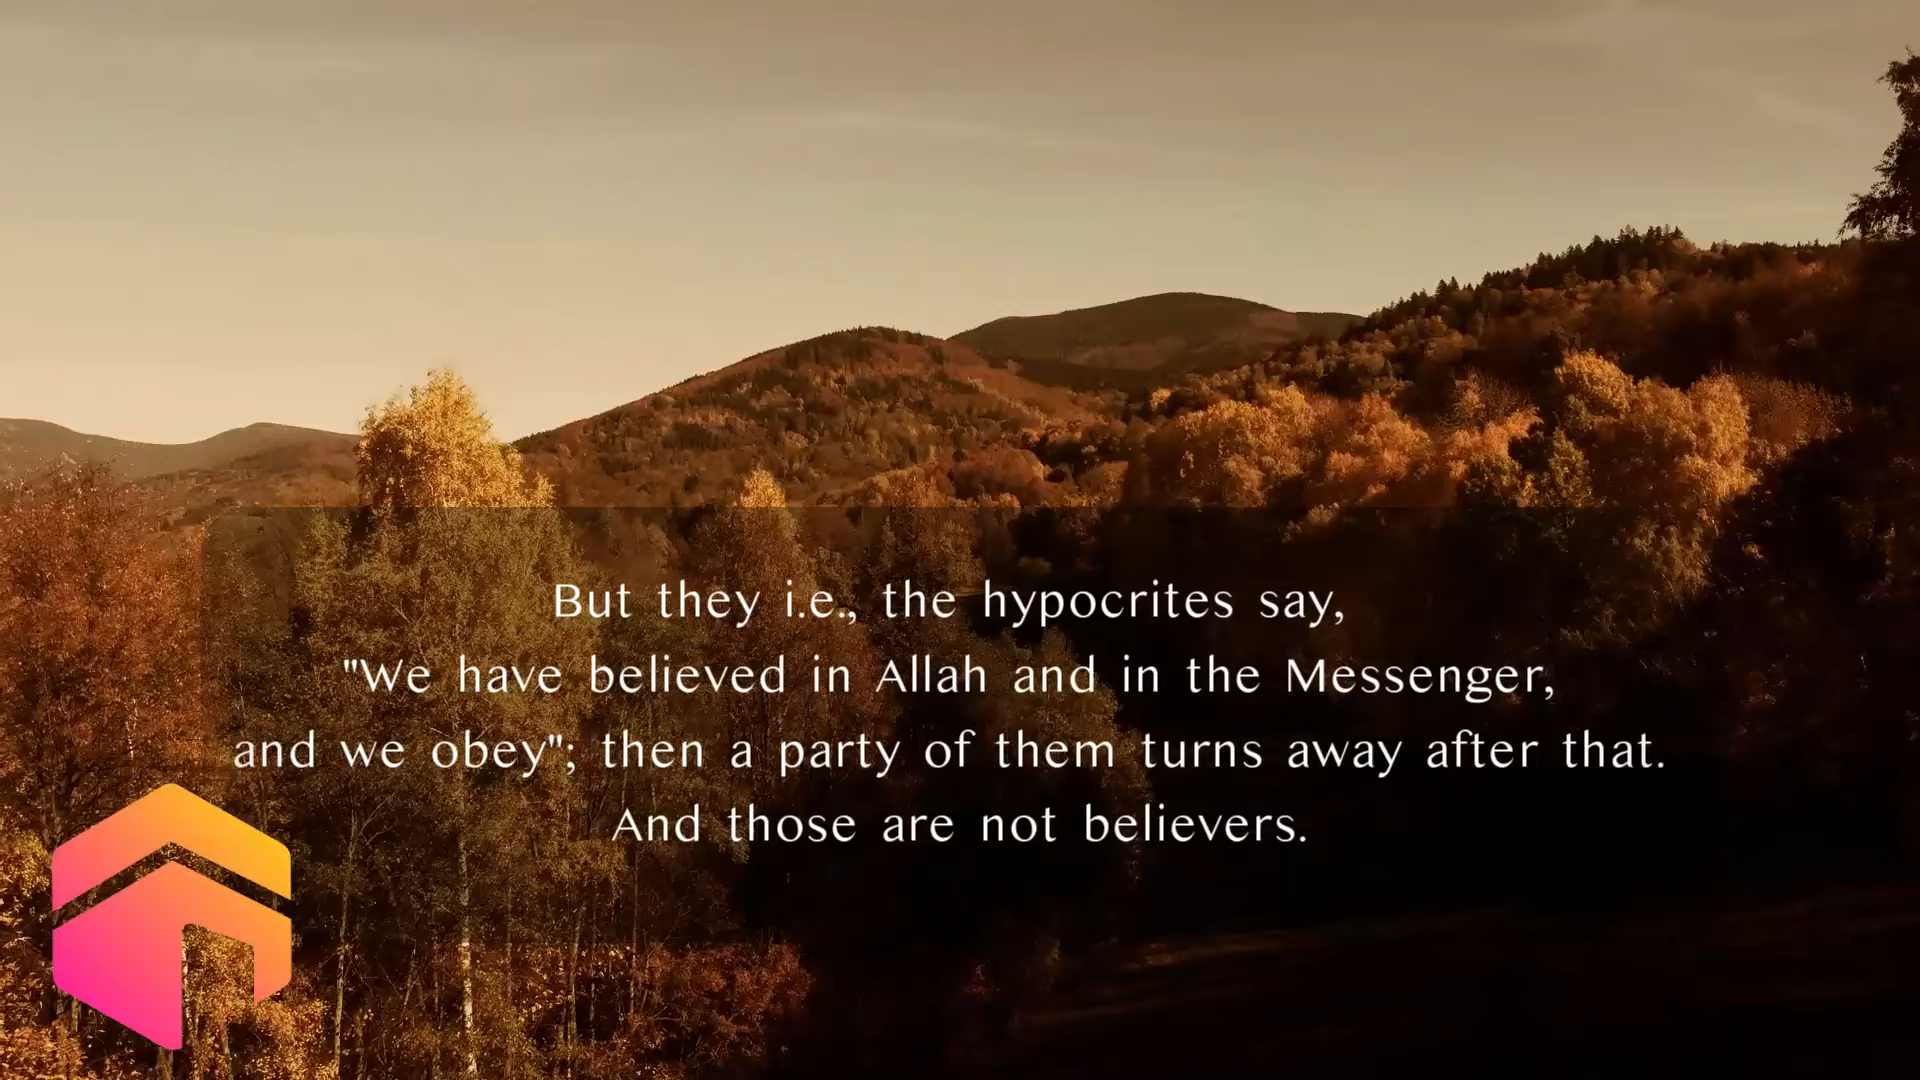 But they i.e., the hypocrites say,
"We have believed in Allah and in the Messenger,
and we obey"; then a party of them turns away after that.
And those are not believers.